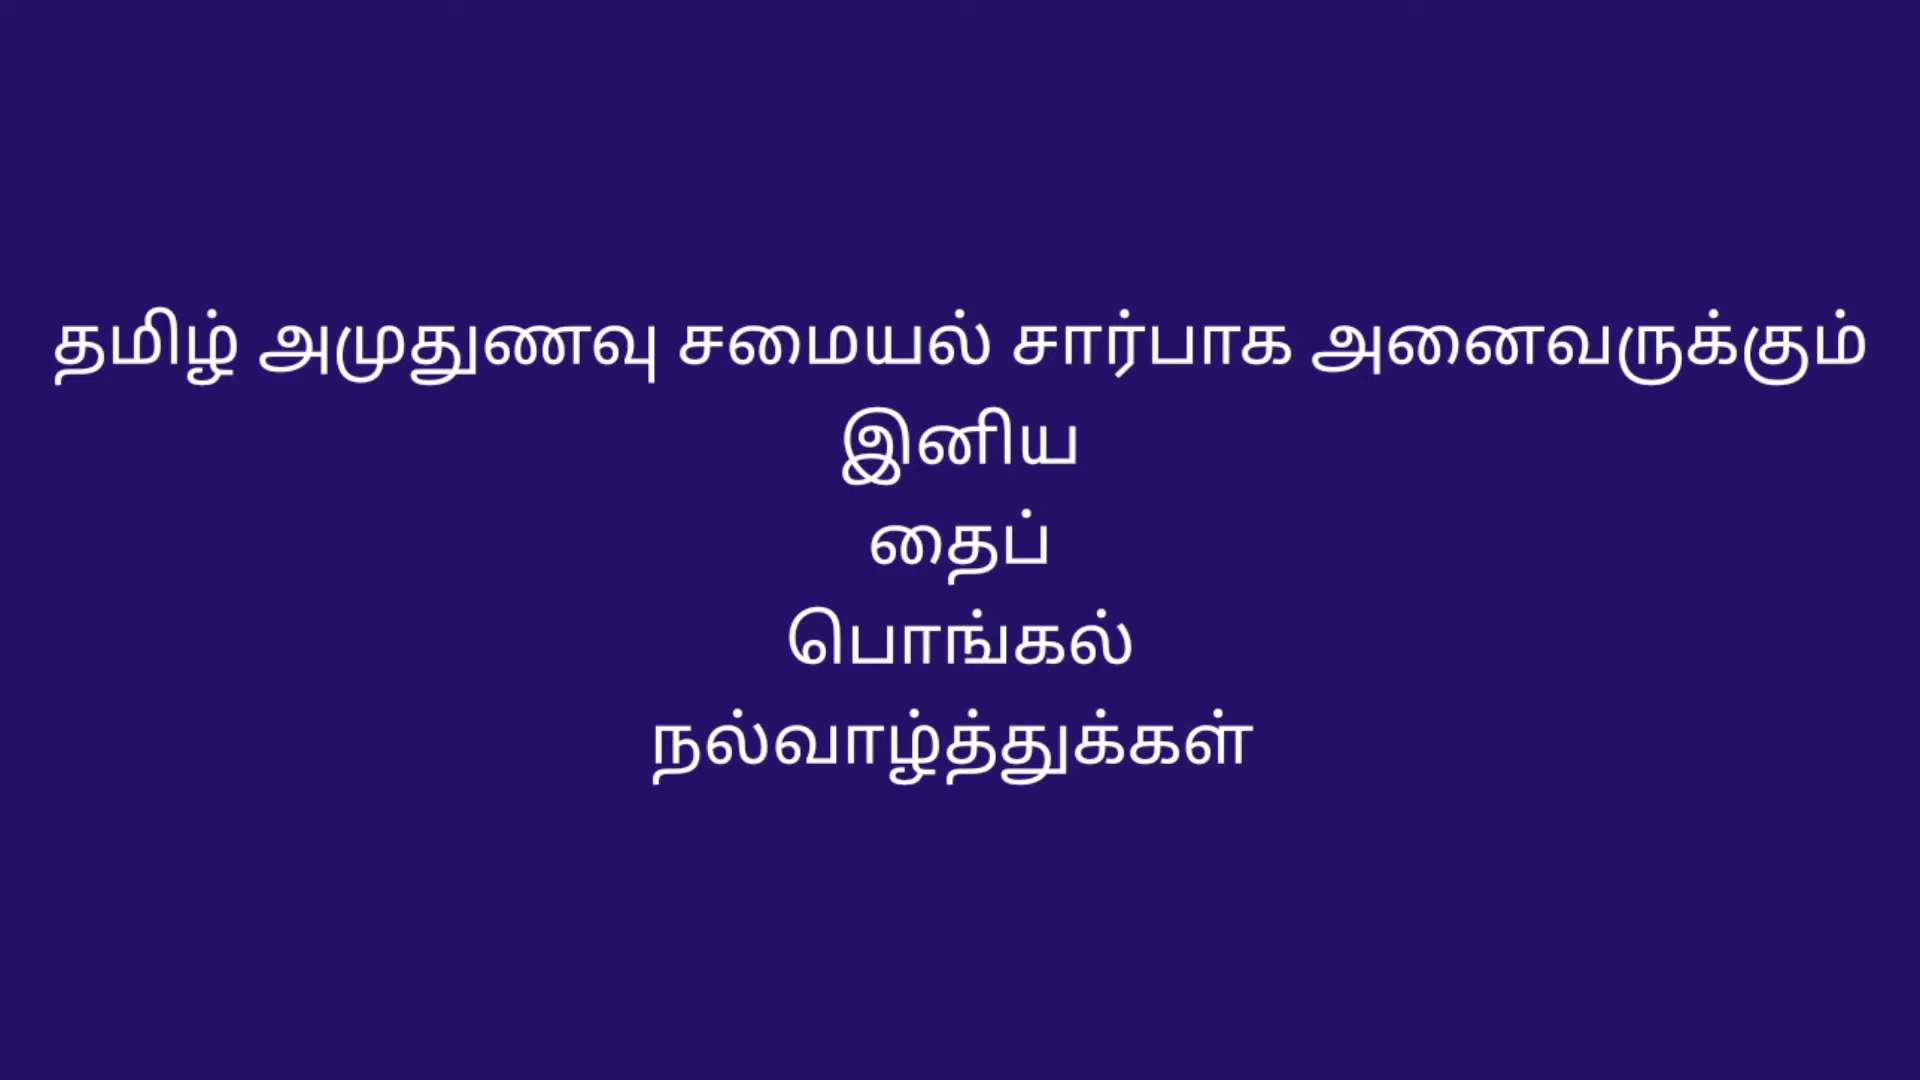 தமிழ் அமுதுணவு சமையல் சார்பாக அனைவருக்கும்
இனிய
தைப்
பொங்கல்
நல்வாழ்த்துக்கள்